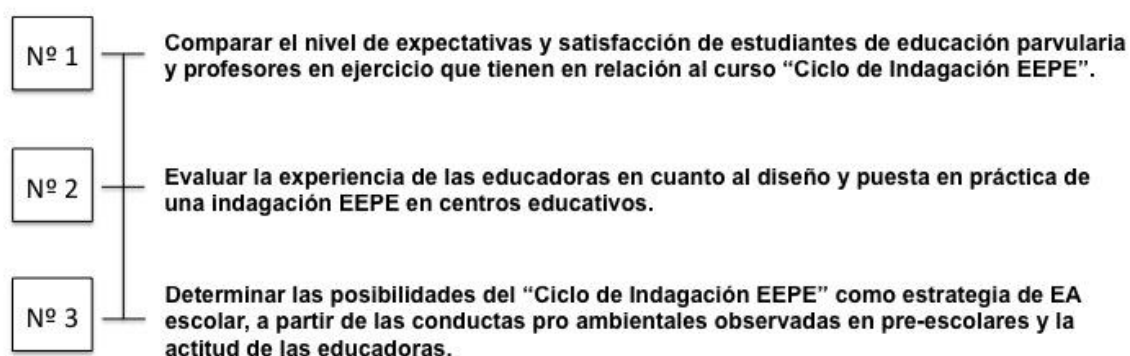 Nº 1
Comparar el nivel de expectativas y satisfacción de estudiantes de educación parvularia
y profesores en ejercicio que tienen en relación al curso “Ciclo de Indagación EEPE”.
Nº 2
Evaluar la experiencia de las educadoras en cuanto al diseño y puesta en práctica de
una indagación EEPE en centros educativos.
Nº 3
Determinar las posibilidades del “Ciclo de Indagación EEPE” como estrategia de EA
escolar, a partir de las conductas pro ambientales observadas en pre-escolares y la
actitud de las educadoras.